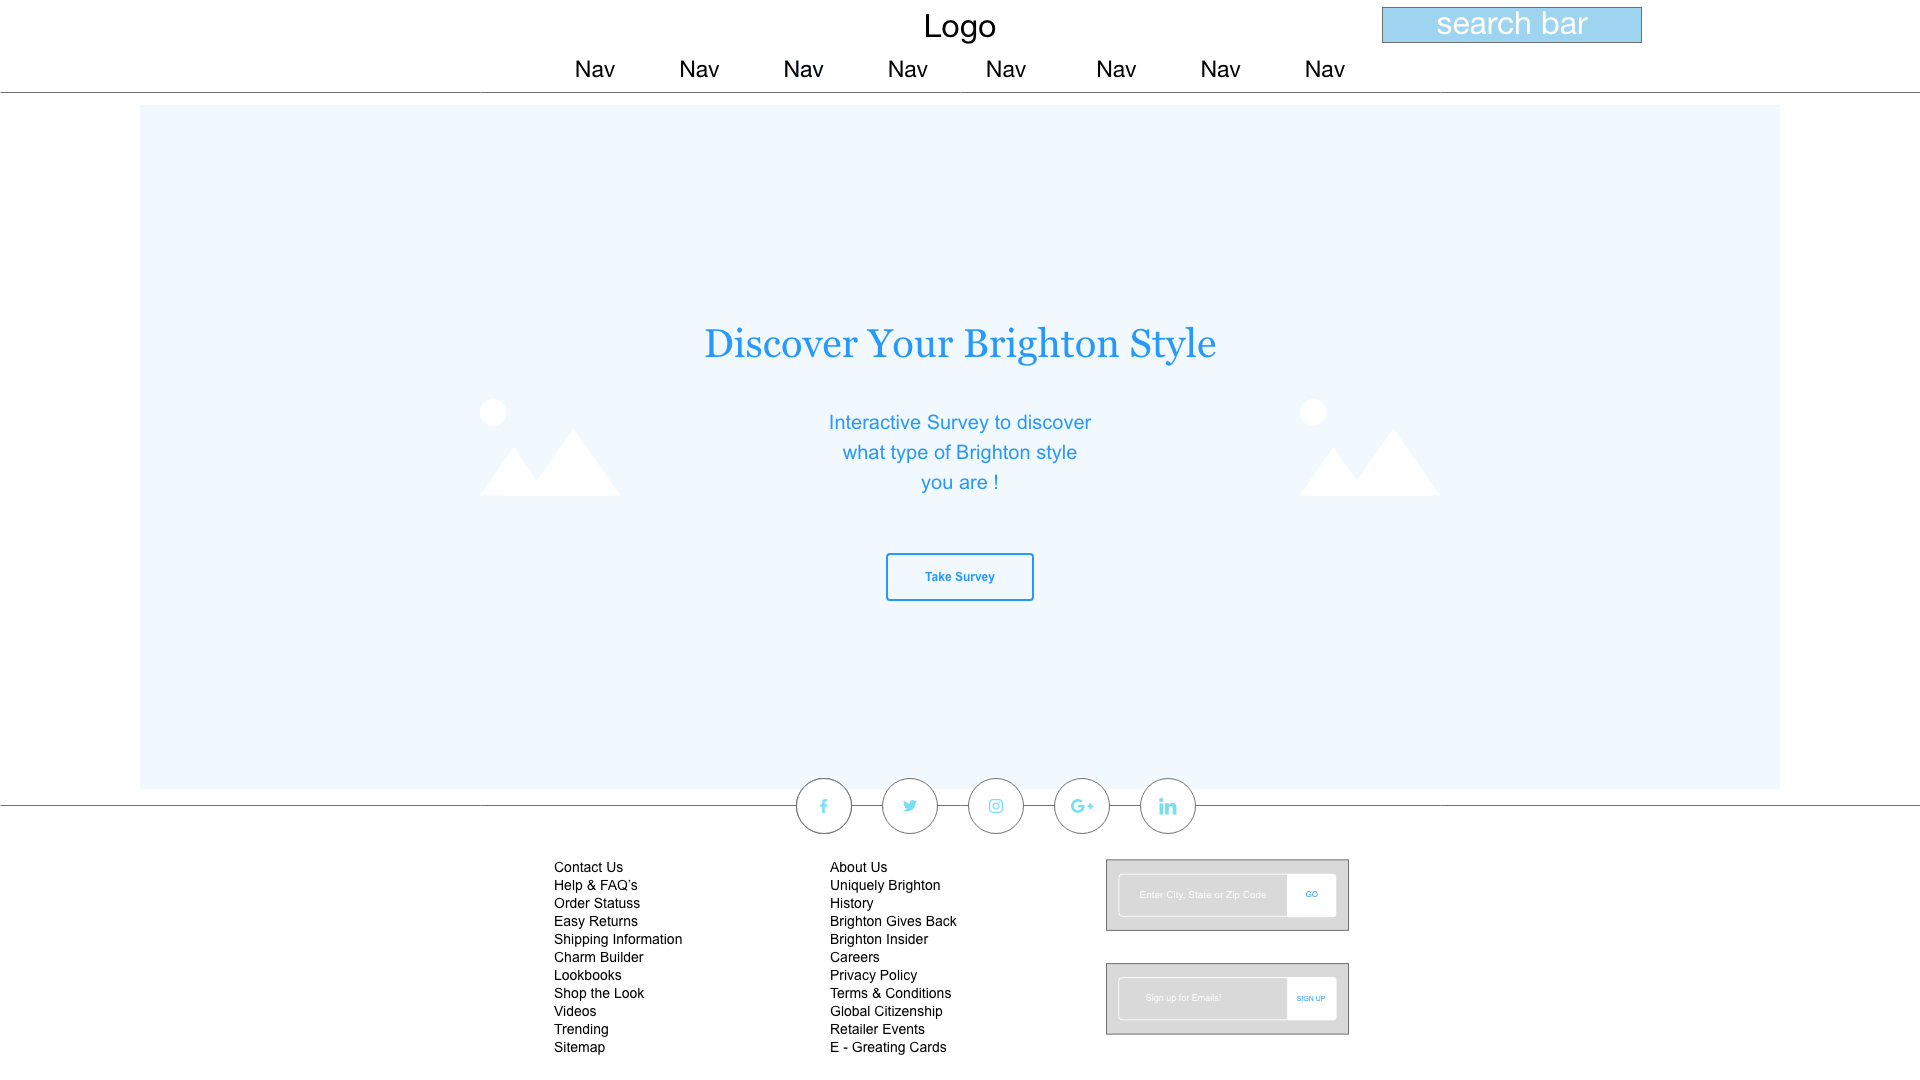 Logo
search bar
Nav Nav Nav Nav Nav Nav Nav Nav
Discover Your Brighton Style
Interactive Survey to discover
what type of Brighton style
you are !
Take Survey
Contact Us
Help & FAQ's
Order Statuss
Easy Returns
Shipping Information
Charm Builder
Lookbooks
Shop the Look
Videos
Trending
Sitemap
About Us
Uniquely Brighton
History
Brighton Gives Back
Brighton Insider
Careers
Privacy Policy
Terms & Conditions
Global Citizenship
Retailer Events
E - Greating Cards
Enter City, State or Zip Code
GO
Sign up for Emails!
SIGN UP